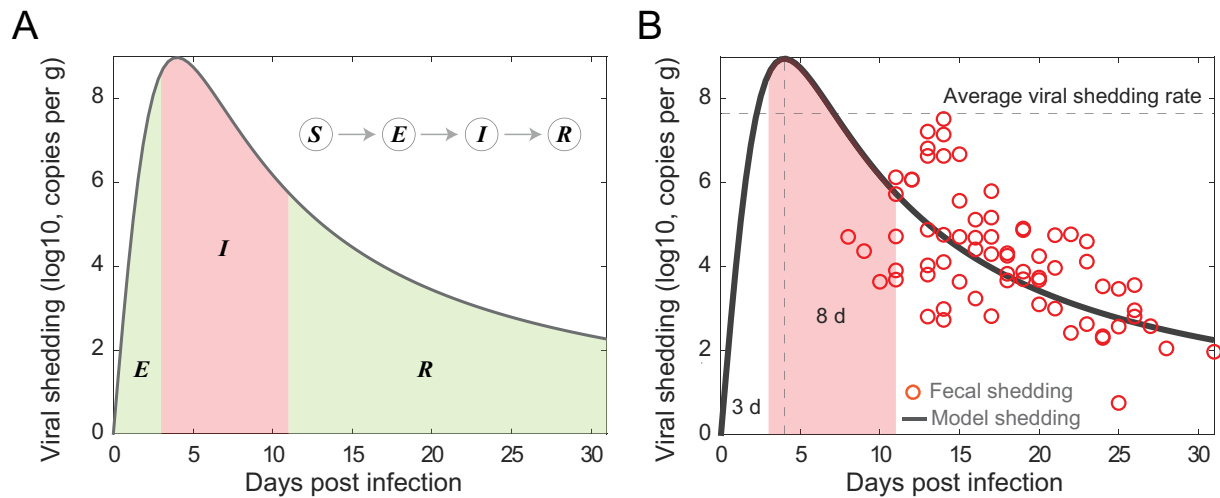 A
Viral shedding (log10, copies per g)
8
6
4
2
0
S E I R
E
I
R
0 5 10 15 20 25 30
Days post infection
B
Viral shedding (log10, copies per g)
8
6
4
2
0
Average viral shedding rate
3 d
8 d
Fecal shedding
Model shedding
0 5 10 15 20 25 30
Days post infection